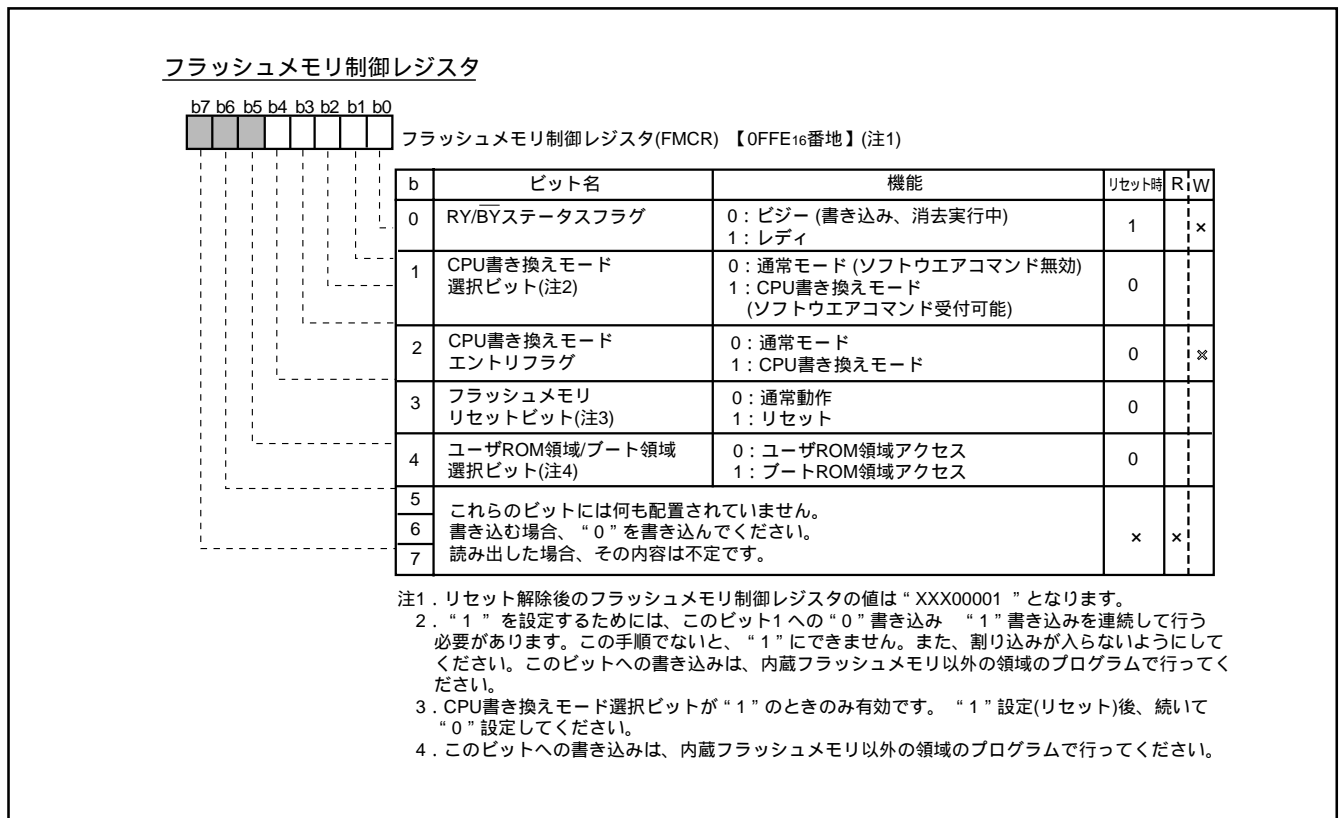 フラッシュメモリ制御レジスタ
b7 b6 b5 b4 b3 b2 b1 b0
フラッシュメモリ制御レジスタ(FMCR) 【0FFE16番地】(注1)
b ビット名 機能 リセット時 R W
0 RY/BYステータスフラグ 0：ビジー (書き込み、消去実行中) 1 ×
1：レディ
1 CPU書き換えモード 0：通常モード (ソフトウエアコマンド無効) 0
選択ビット(注2) 1：CPU書き換えモード
(ソフトウエアコマンド受付可能)
2 CPU書き換えモード 0：通常モード 0 ×
エントリフラグ 1：CPU書き換えモード
3 フラッシュメモリ 0：通常動作 0
リセットビット(注3) 1：リセット
4 ユーザROM領域/ブート領域 0：ユーザROM領域アクセス 0
選択ビット(注4) 1：ブートROM領域アクセス
5 これらのビットには何も配置されていません。
6 書き込む場合、“0”を書き込んでください。 × ×
7 読み出した場合、その内容は不定です。
注1．リセット解除後のフラッシュメモリ制御レジスタの値は“XXX00001 ”となります。
2．“1 ” を設定するためには、このビット1への“0”書き込み “1”書き込みを連続して行う
必要があります。この手順でないと、“1”にできません。また、割り込みが入らないようにして
ください。このビットへの書き込みは、内蔵フラッシュメモリ以外の領域のプログラムで行ってく
ださい。
3．CPU書き換えモード選択ビットが“1”のときのみ有効です。 “1”設定(リセット)後、続いて
“0”設定してください。
4．このビットへの書き込みは、内蔵フラッシュメモリ以外の領域のプログラムで行ってください。